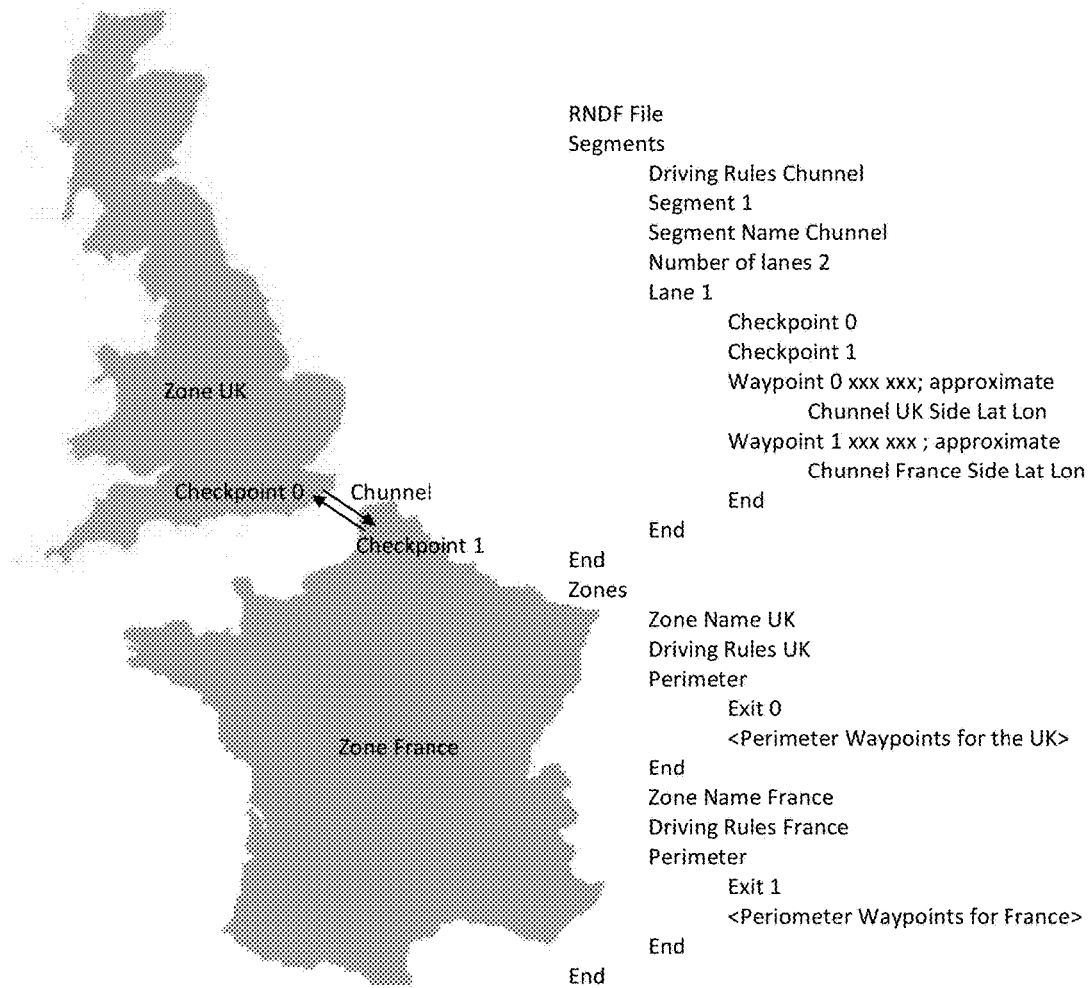 RNDF File
Segments
Driving Rules Chunnel
Segment 1
Segment Name Chunnel
Number of lanes 2
Lane 1
Checkpoint 0
Checkpoint 1
Waypoint 0 xxx xxx; approximate
Chunnel UK Side Lat Lon
Waypoint 1 xxx xxx ; approximate
Chunnel France Side Lat Lon
End
End
End
Zones
Zone Name UK
Driving Rules UK
Perimeter
Exit 0
<Perimeter Waypoints for the UK>
End
Zone Name France
Driving Rules France
Perimeter
Exit 1
<Periometer Waypoints for France>
End
End
Zone UK
Checkpoint 0
Chunnel
Checkpoint 1
Zone France